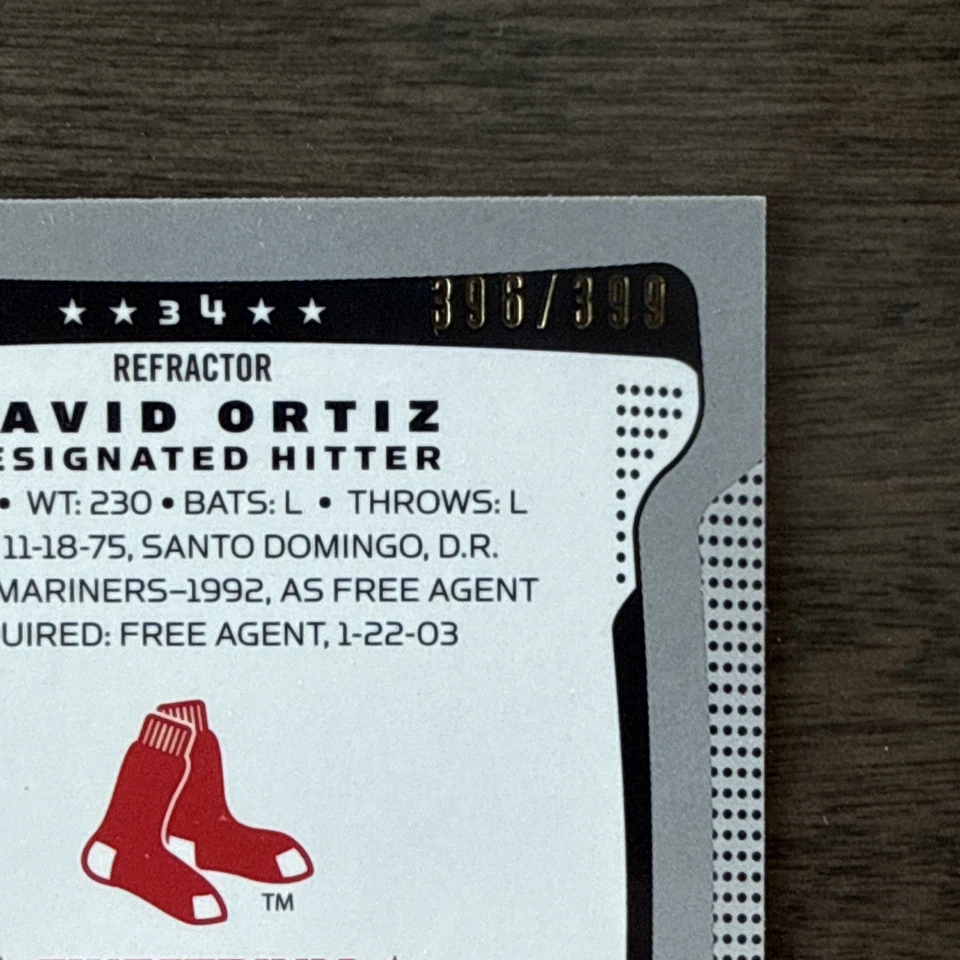 ★ ★ 34 ★ ★ 396/399
REFRACTOR
AVID ORTIZ
ESIGNATED HITTER
• WT: 230 • BATS: L • THROWS: L
11-18-75, SANTO DOMINGO, D.R.
MARINERS–1992, AS FREE AGENT
UIRED: FREE AGENT, 1-22-03
TM